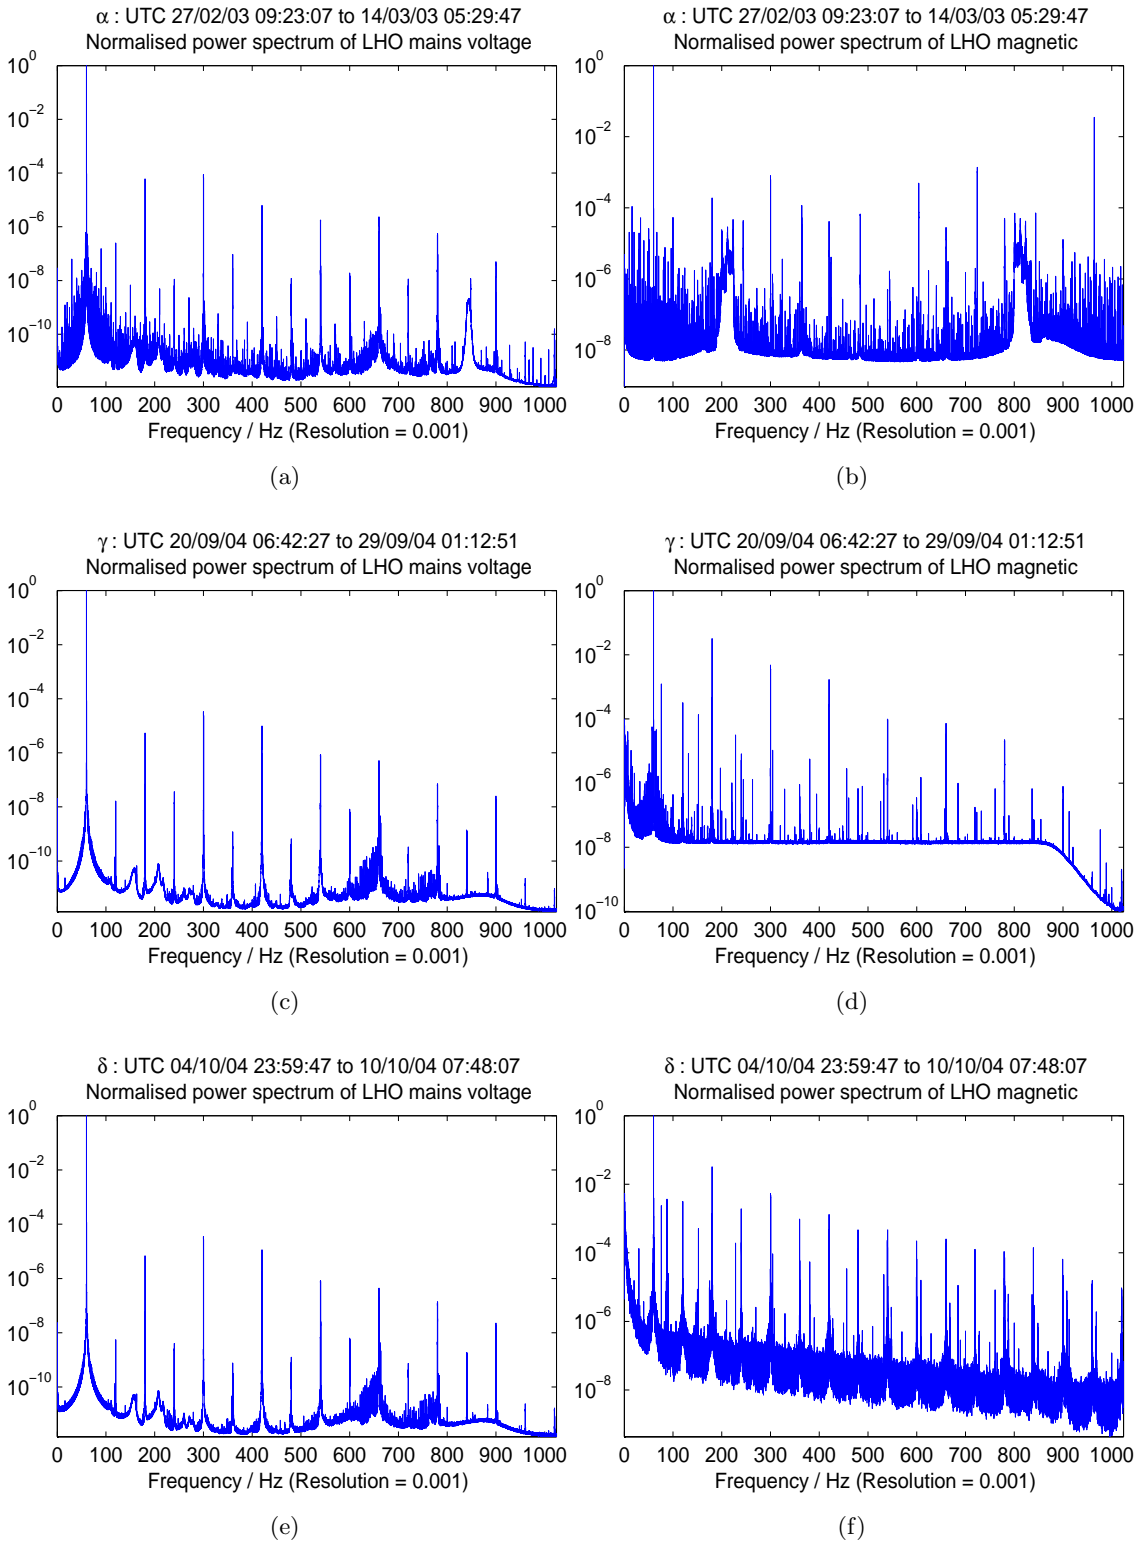 α : UTC 27/02/03 09:23:07 to 14/03/03 05:29:47
Normalised power spectrum of LHO mains voltage
10^0
10^−2
10^−4
10^−6
10^−8
10^−10
0 100 200 300 400 500 600 700 800 900 1000
Frequency / Hz (Resolution = 0.001)
(a)
α : UTC 27/02/03 09:23:07 to 14/03/03 05:29:47
Normalised power spectrum of LHO magnetic
10^0
10^−2
10^−4
10^−6
10^−8
0 100 200 300 400 500 600 700 800 900 1000
Frequency / Hz (Resolution = 0.001)
(b)
γ : UTC 20/09/04 06:42:27 to 29/09/04 01:12:51
Normalised power spectrum of LHO mains voltage
10^0
10^−2
10^−4
10^−6
10^−8
10^−10
0 100 200 300 400 500 600 700 800 900 1000
Frequency / Hz (Resolution = 0.001)
(c)
γ : UTC 20/09/04 06:42:27 to 29/09/04 01:12:51
Normalised power spectrum of LHO magnetic
10^0
10^−2
10^−4
10^−6
10^−8
10^−10
0 100 200 300 400 500 600 700 800 900 1000
Frequency / Hz (Resolution = 0.001)
(d)
δ : UTC 04/10/04 23:59:47 to 10/10/04 07:48:07
Normalised power spectrum of LHO mains voltage
10^0
10^−2
10^−4
10^−6
10^−8
10^−10
0 100 200 300 400 500 600 700 800 900 1000
Frequency / Hz (Resolution = 0.001)
(e)
δ : UTC 04/10/04 23:59:47 to 10/10/04 07:48:07
Normalised power spectrum of LHO magnetic
10^0
10^−2
10^−4
10^−6
10^−8
0 100 200 300 400 500 600 700 800 900 1000
Frequency / Hz (Resolution = 0.001)
(f)